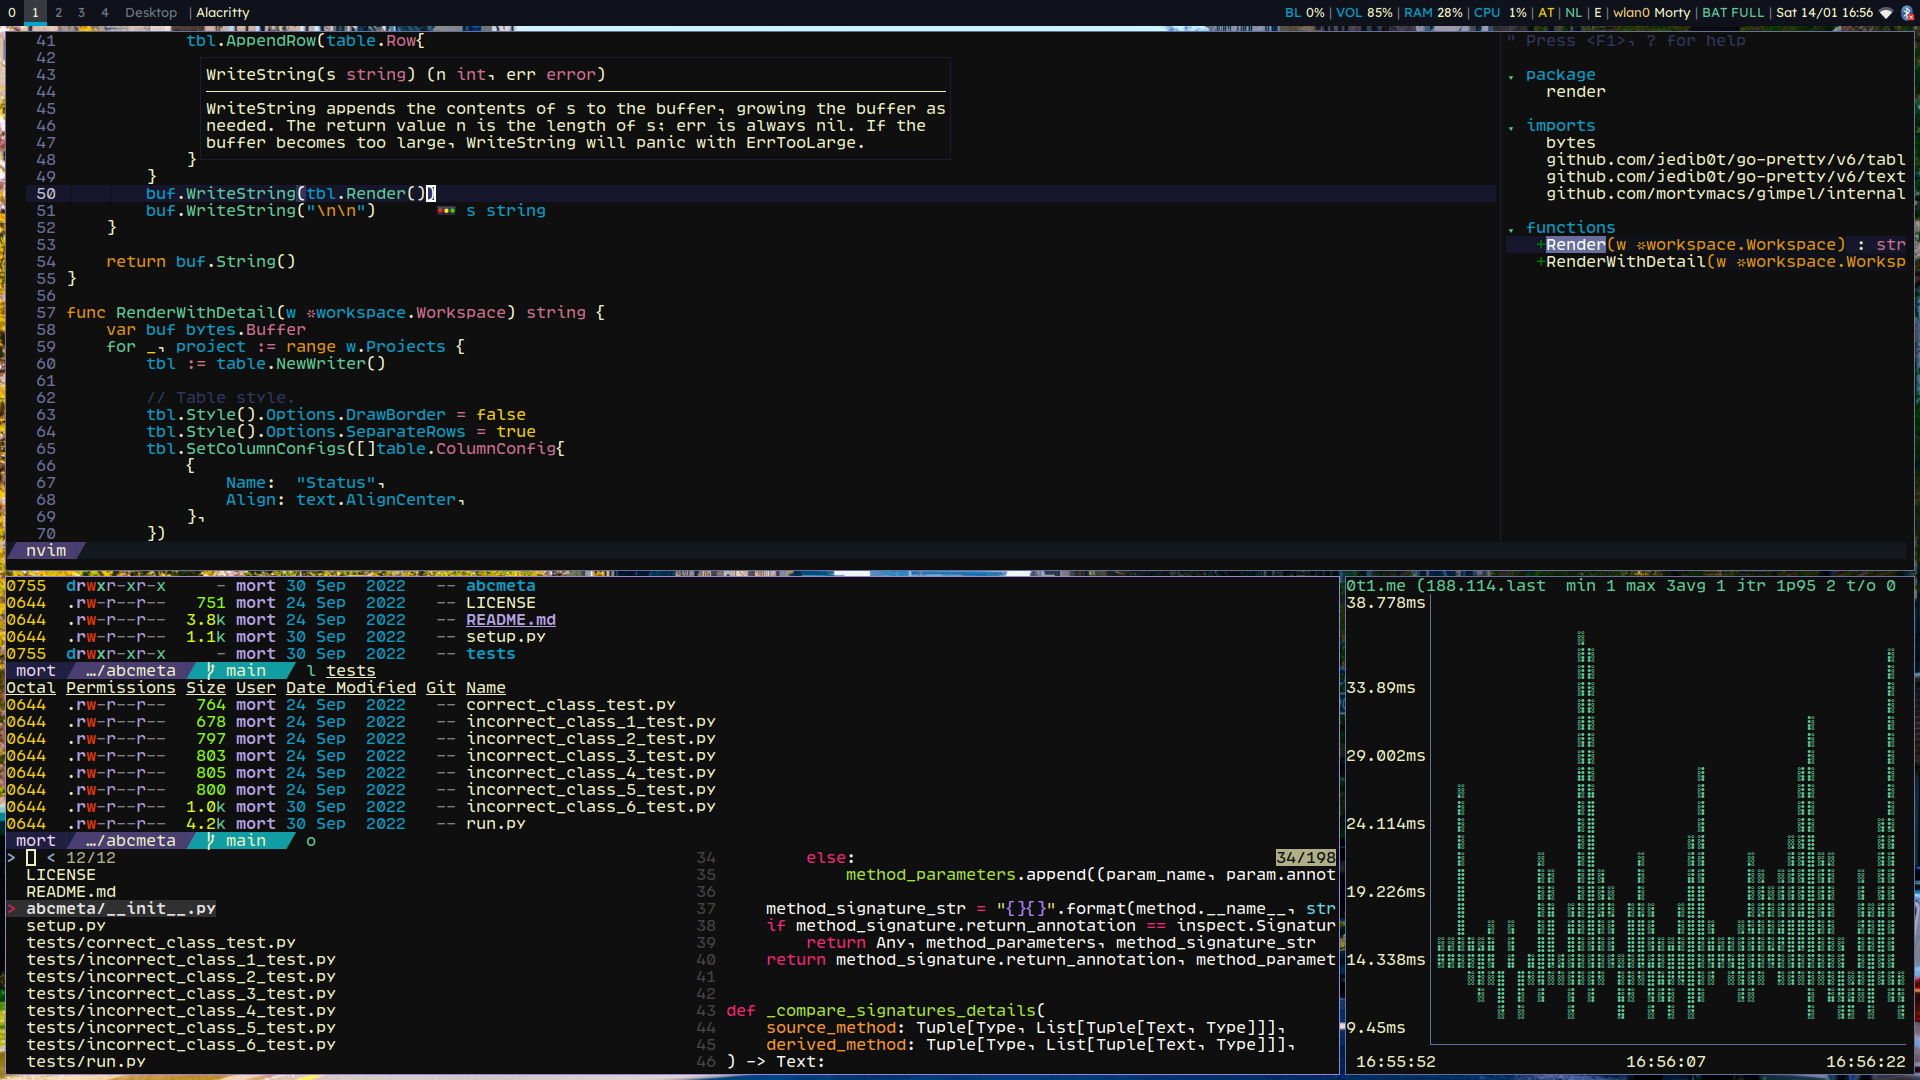 0 1 2 3 4 Desktop | Alacritty
BL 0% | VOL 85% | RAM 28% | CPU 1% | AT | NL | E | wlan0 Morty | BAT FULL | Sat 14/01 16:56
41 tbl.AppendRow(table.Row{
42
43 WriteString(s string) (n int, err error)
44
45 WriteString appends the contents of s to the buffer, growing the buffer as
46 needed. The return value n is the length of s; err is always nil. If the
47 buffer becomes too large, WriteString will panic with ErrTooLarge.
48 }
49 }
50 buf.WriteString(tbl.Render())
51 buf.WriteString("\n\n") s string
52 }
53
54 return buf.String()
55 }
56
57 func RenderWithDetail(w *workspace.Workspace) string {
58 var buf bytes.Buffer
59 for _, project := range w.Projects {
60 tbl := table.NewWriter()
61
62 // Table style.
63 tbl.Style().Options.DrawBorder = false
64 tbl.Style().Options.SeparateRows = true
65 tbl.SetColumnConfigs([]table.ColumnConfig{
66 {
67 Name: "Status",
68 Align: text.AlignCenter,
69 },
70 })
nvim
" Press <F1>, ? for help
package
render
imports
bytes
github.com/jedib0t/go-pretty/v6/tabl
github.com/jedib0t/go-pretty/v6/text
github.com/mortymacs/gimpel/internal
functions
+Render(w *workspace.Workspace) : str
+RenderWithDetail(w *workspace.Worksp
0755 drwxr-xr-x - mort 30 Sep 2022 -- abcmeta
0644 .rw-r--r-- 751 mort 24 Sep 2022 -- LICENSE
0644 .rw-r--r-- 3.8k mort 24 Sep 2022 -- README.md
0644 .rw-r--r-- 1.1k mort 30 Sep 2022 -- setup.py
0755 drwxr-xr-x - mort 30 Sep 2022 -- tests
mort …/abcmeta main l tests
Octal Permissions Size User Date Modified Git Name
0644 .rw-r--r-- 764 mort 24 Sep 2022 -- correct_class_test.py
0644 .rw-r--r-- 678 mort 24 Sep 2022 -- incorrect_class_1_test.py
0644 .rw-r--r-- 797 mort 24 Sep 2022 -- incorrect_class_2_test.py
0644 .rw-r--r-- 803 mort 24 Sep 2022 -- incorrect_class_3_test.py
0644 .rw-r--r-- 805 mort 24 Sep 2022 -- incorrect_class_4_test.py
0644 .rw-r--r-- 800 mort 24 Sep 2022 -- incorrect_class_5_test.py
0644 .rw-r--r-- 1.0k mort 30 Sep 2022 -- incorrect_class_6_test.py
0644 .rw-r--r-- 4.2k mort 30 Sep 2022 -- run.py
mort …/abcmeta main o
> < 12/12
LICENSE
README.md
> abcmeta/__init__.py
setup.py
tests/correct_class_test.py
tests/incorrect_class_1_test.py
tests/incorrect_class_2_test.py
tests/incorrect_class_3_test.py
tests/incorrect_class_4_test.py
tests/incorrect_class_5_test.py
tests/incorrect_class_6_test.py
tests/run.py
34 else: 34/198
35 method_parameters.append((param_name, param.annot
36
37 method_signature_str = "{}{}".format(method.__name__, str
38 if method_signature.return_annotation == inspect.Signatur
39 return Any, method_parameters, method_signature_str
40 return method_signature.return_annotation, method_paramet
41
42
43 def _compare_signatures_details(
44 source_method: Tuple[Type, List[Tuple[Text, Type]]],
45 derived_method: Tuple[Type, List[Tuple[Text, Type]]],
46 ) -> Text:
0t1.me (188.114.last min 1 max 3avg 1 jtr 1p95 2 t/o 0
38.778ms
33.89ms
29.002ms
24.114ms
19.226ms
14.338ms
9.45ms
16:55:52 16:56:07 16:56:22